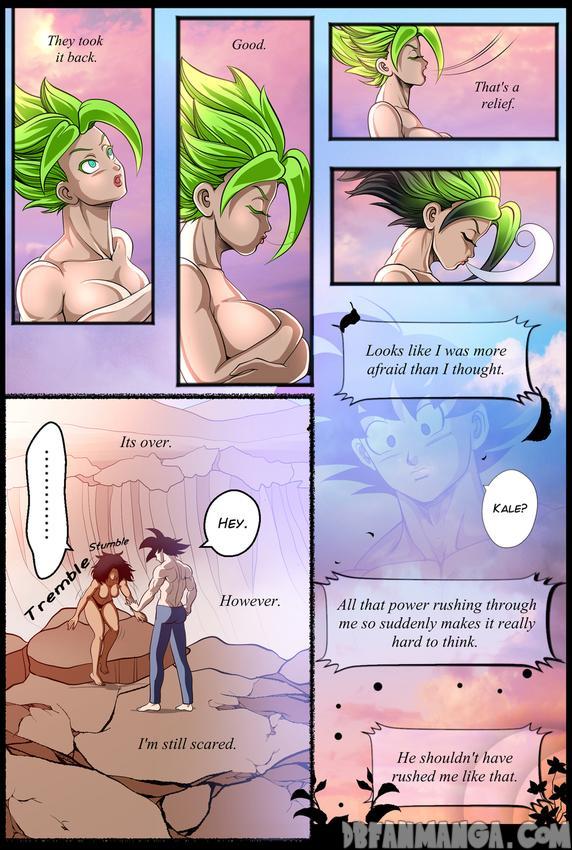 They took
it back.
Good.
That's a
relief.
Looks like I was more
afraid than I thought.
KALE?
All that power rushing through
me so suddenly makes it really
hard to think.
He shouldn't have
rushed me like that.
Its over.
..........
HEY.
Stumble
Tremble
However.
I'm still scared.
DBFANMANGA.COM